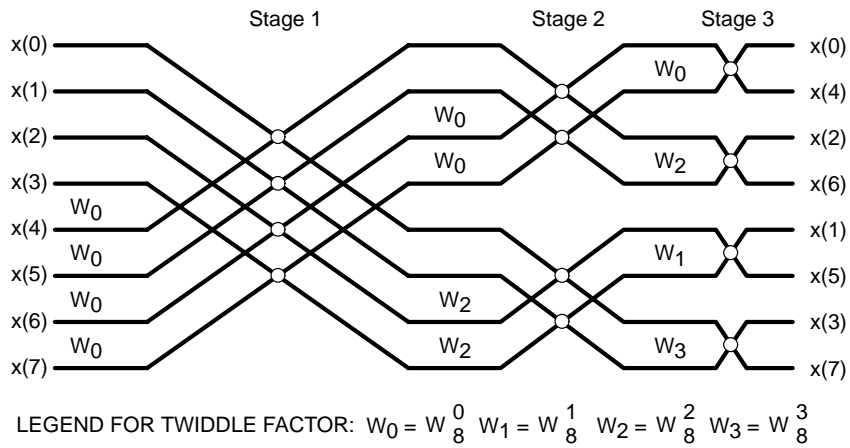 Stage 1 Stage 2 Stage 3
x(0) x(0)
W0
x(1) x(4)
W0
x(2) x(2)
W0 W2
x(3) x(6)
W0
x(4) x(1)
W0 W1
x(5) x(5)
W0 W2
x(6) x(3)
W0 W2 W3
x(7) x(7)
LEGEND FOR TWIDDLE FACTOR: W0 = W 0 8 W1 = W 1 8 W2 = W 2 8 W3 = W 3 8